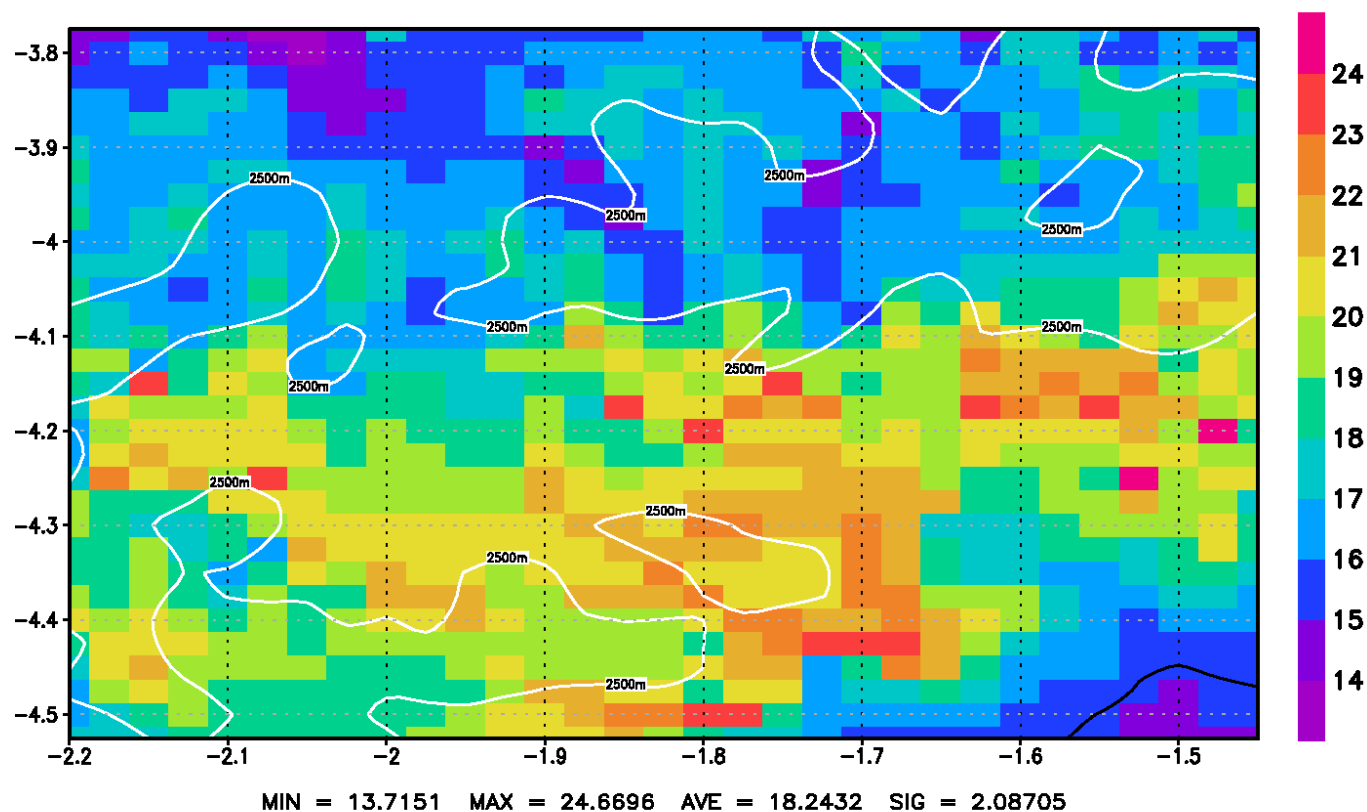 24
-3.8
23
-3.9
2500m
2500m
22
2500m
2500m
-4
21
2500m
2500m
20
-4.1
2500m
2500m
19
-4.2
18
2500m
17
-4.3
2500m
16
2500m
-4.4
15
2500m
14
-4.5
-2.2 -2.1 -2 -1.9 -1.8 -1.7 -1.6 -1.5
MIN = 13.7151 MAX = 24.6696 AVE = 18.2432 SIG = 2.08705